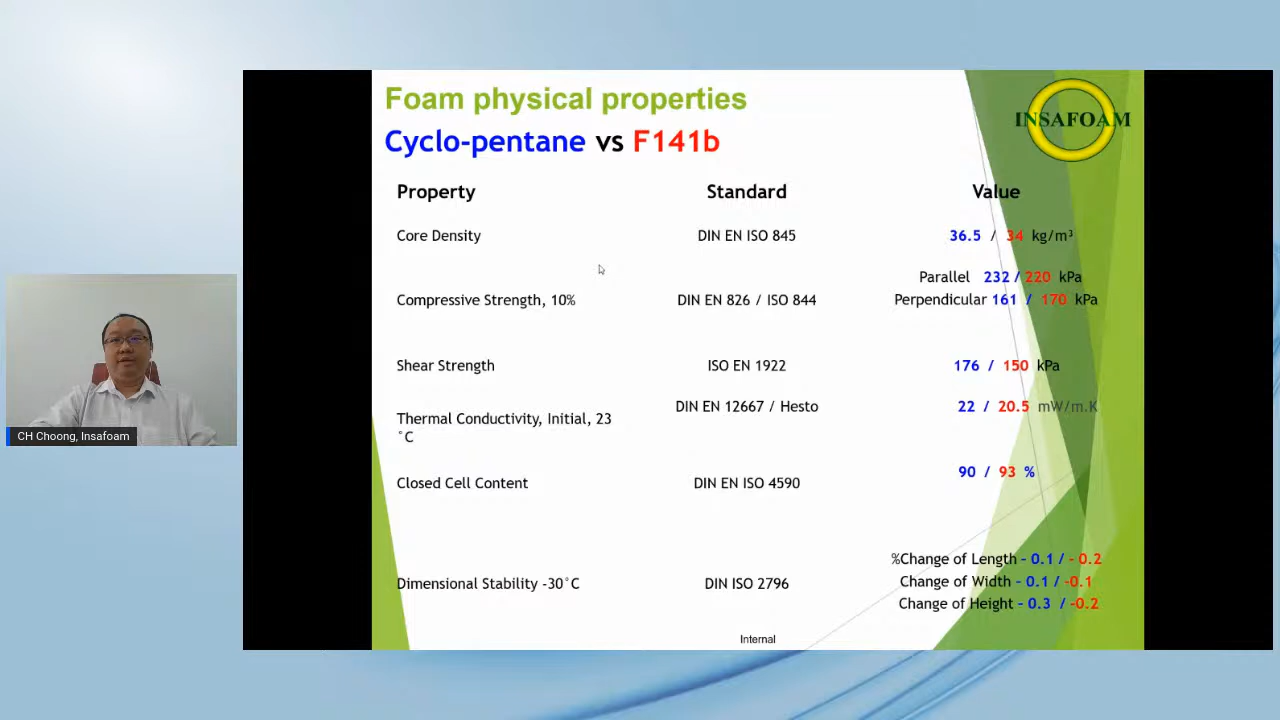 Foam physical properties
INSAFOAM
Cyclo-pentane vs F141b
Property Standard Value
Core Density DIN EN ISO 845 36.5 / 34 kg/m³
Parallel 232 / 220 kPa
Compressive Strength, 10% DIN EN 826 / ISO 844 Perpendicular 161 / 170 kPa
Shear Strength ISO EN 1922 176 / 150 kPa
DIN EN 12667 / Hesto 22 / 20.5 mW/m.K
Thermal Conductivity, Initial, 23
°C
90 / 93 %
Closed Cell Content DIN EN ISO 4590
%Change of Length – 0.1 / - 0.2
Dimensional Stability -30°C DIN ISO 2796 Change of Width – 0.1 / -0.1
Change of Height – 0.3 / -0.2
Internal
CH Choong, Insafoam